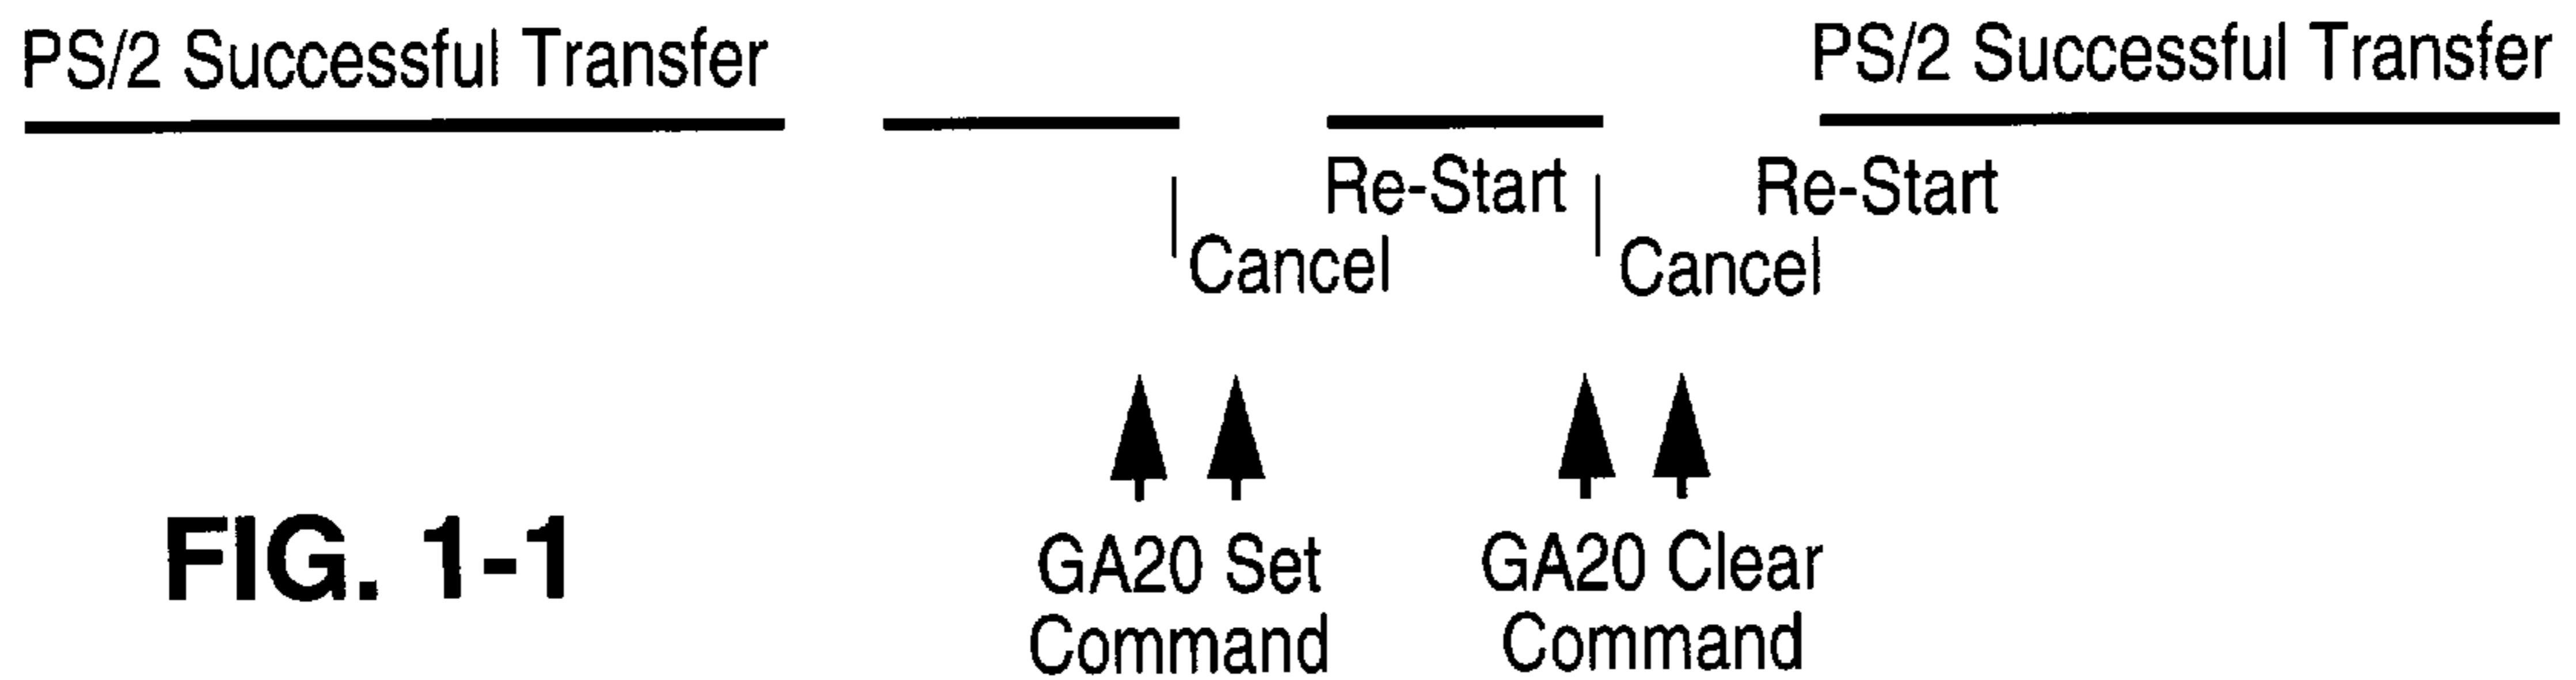 PS/2 Successful Transfer
PS/2 Successful Transfer
Re-Start
Re-Start
Cancel
Cancel
GA20 Set
Command
GA20 Clear
Command
FIG. 1-1